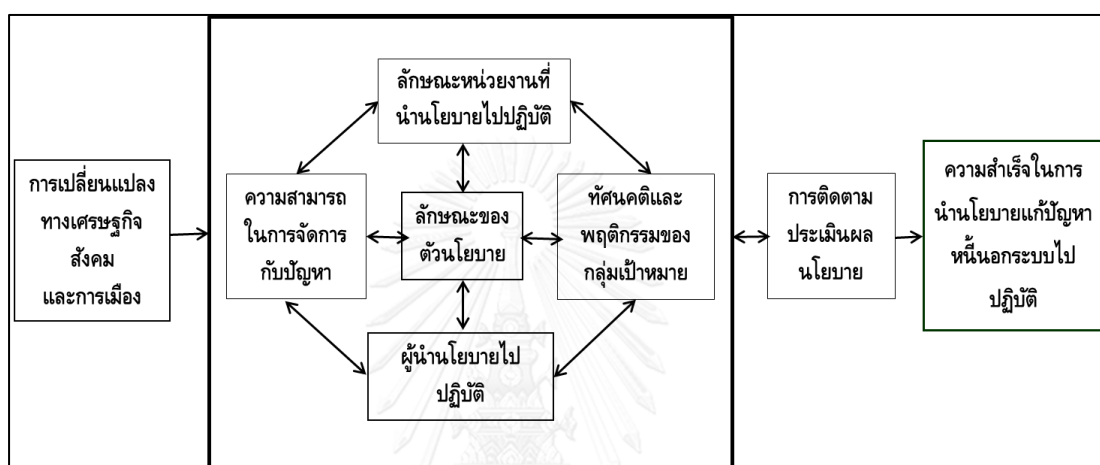 ลักษณะหน่วยงานที่
นำนโยบายไปปฏิบัติ
การเปลี่ยนแปลง
ทางเศรษฐกิจ
สังคม
และการเมือง
ความสามารถ
ในการจัดการ
กับปัญหา
ลักษณะของ
ตัวนโยบาย
ทัศนคติและ
พฤติกรรมของ
กลุ่มเป้าหมาย
การติดตาม
ประเมินผล
นโยบาย
ความสำเร็จในการ
นำนโยบายแก้ปัญหา
หนี้นอกระบบไป
ปฏิบัติ
ผู้นำนโยบายไป
ปฏิบัติ